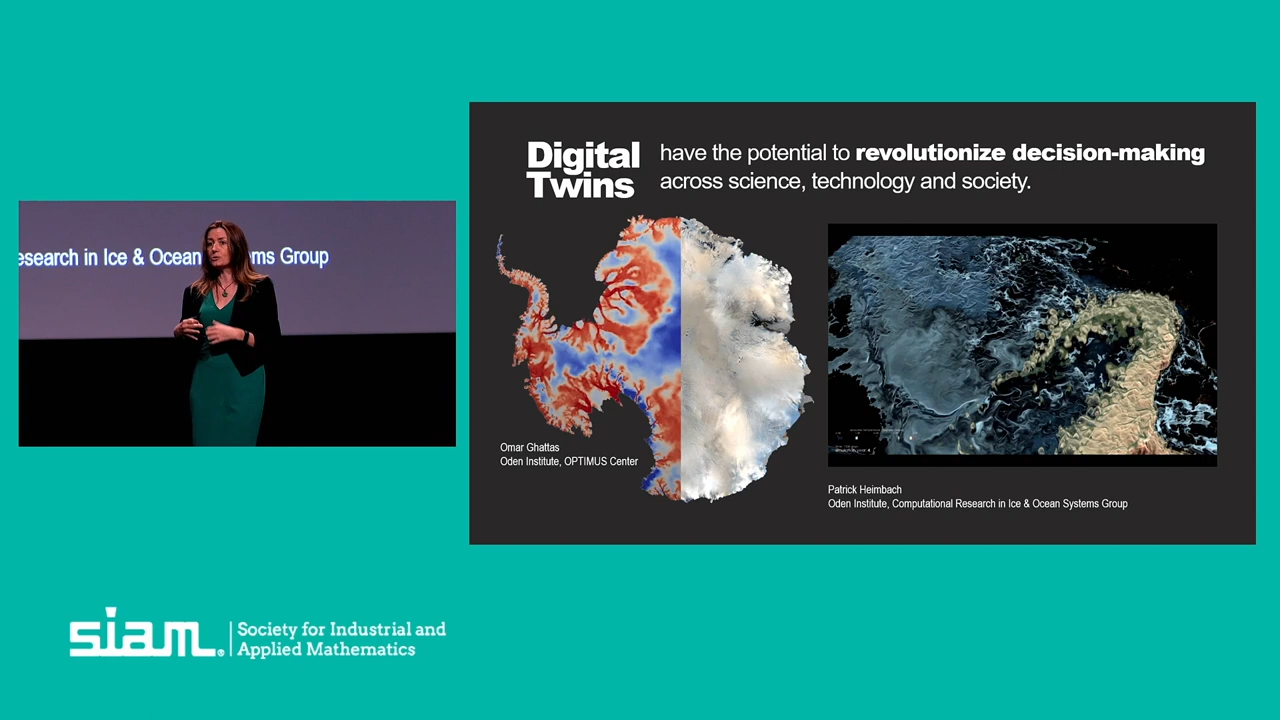 esearch in Ice & Ocean ms Group
Digital
Twins
have the potential to revolutionize decision-making
across science, technology and society.
Omar Ghattas
Oden Institute, OPTIMUS Center
Patrick Heimbach
Oden Institute, Computational Research in Ice & Ocean Systems Group
siam.®
Society for Industrial and
Applied Mathematics